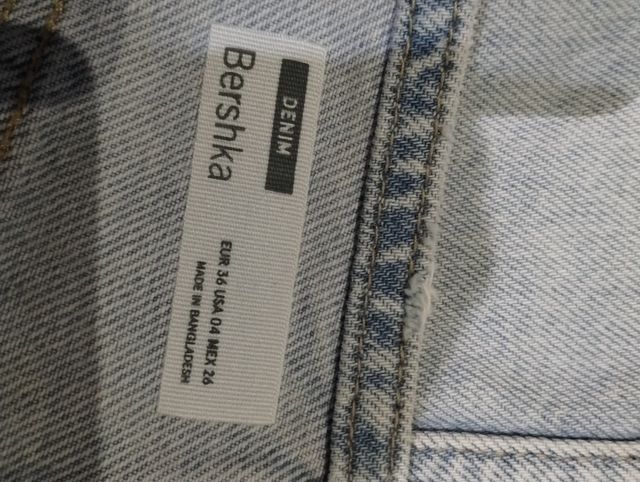 DENIM
Bershka
EUR 36 USA 04 MEX 26
MADE IN BANGLADESH